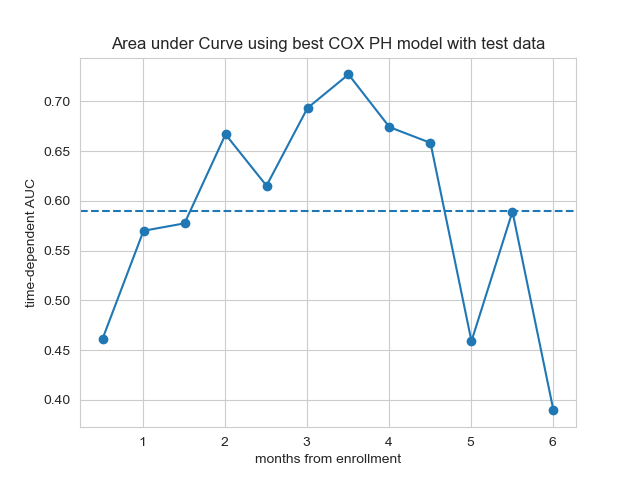 Area under Curve using best COX PH model with test data
time-dependent AUC
0.70
0.65
0.60
0.55
0.50
0.45
0.40
1 2 3 4 5 6
months from enrollment